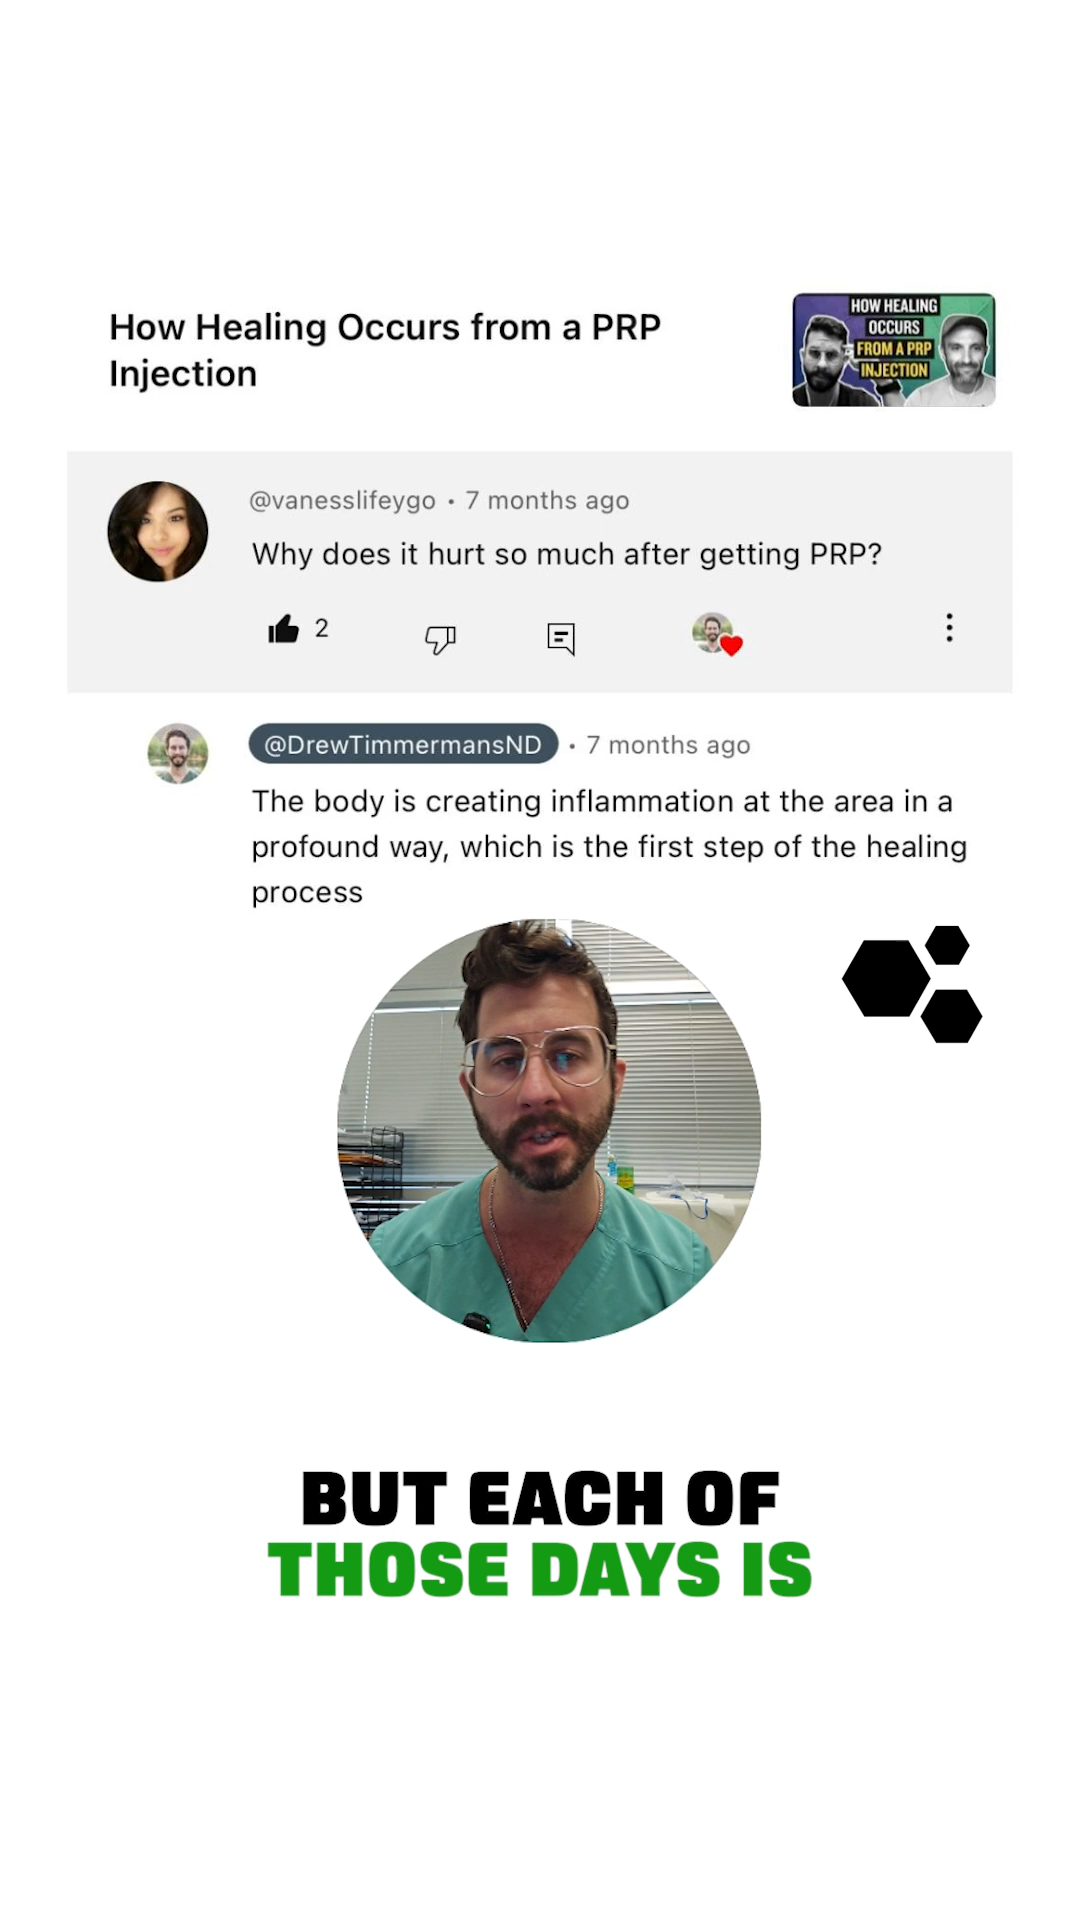 How Healing Occurs from a PRP
Injection
HOW HEALING
OCCURS
FROM A PRP
INJECTION
@vanesslifeygo • 7 months ago
Why does it hurt so much after getting PRP?
2
@DrewTimmermansND • 7 months ago
The body is creating inflammation at the area in a
profound way, which is the first step of the healing
process
BUT EACH OF
THOSE DAYS IS